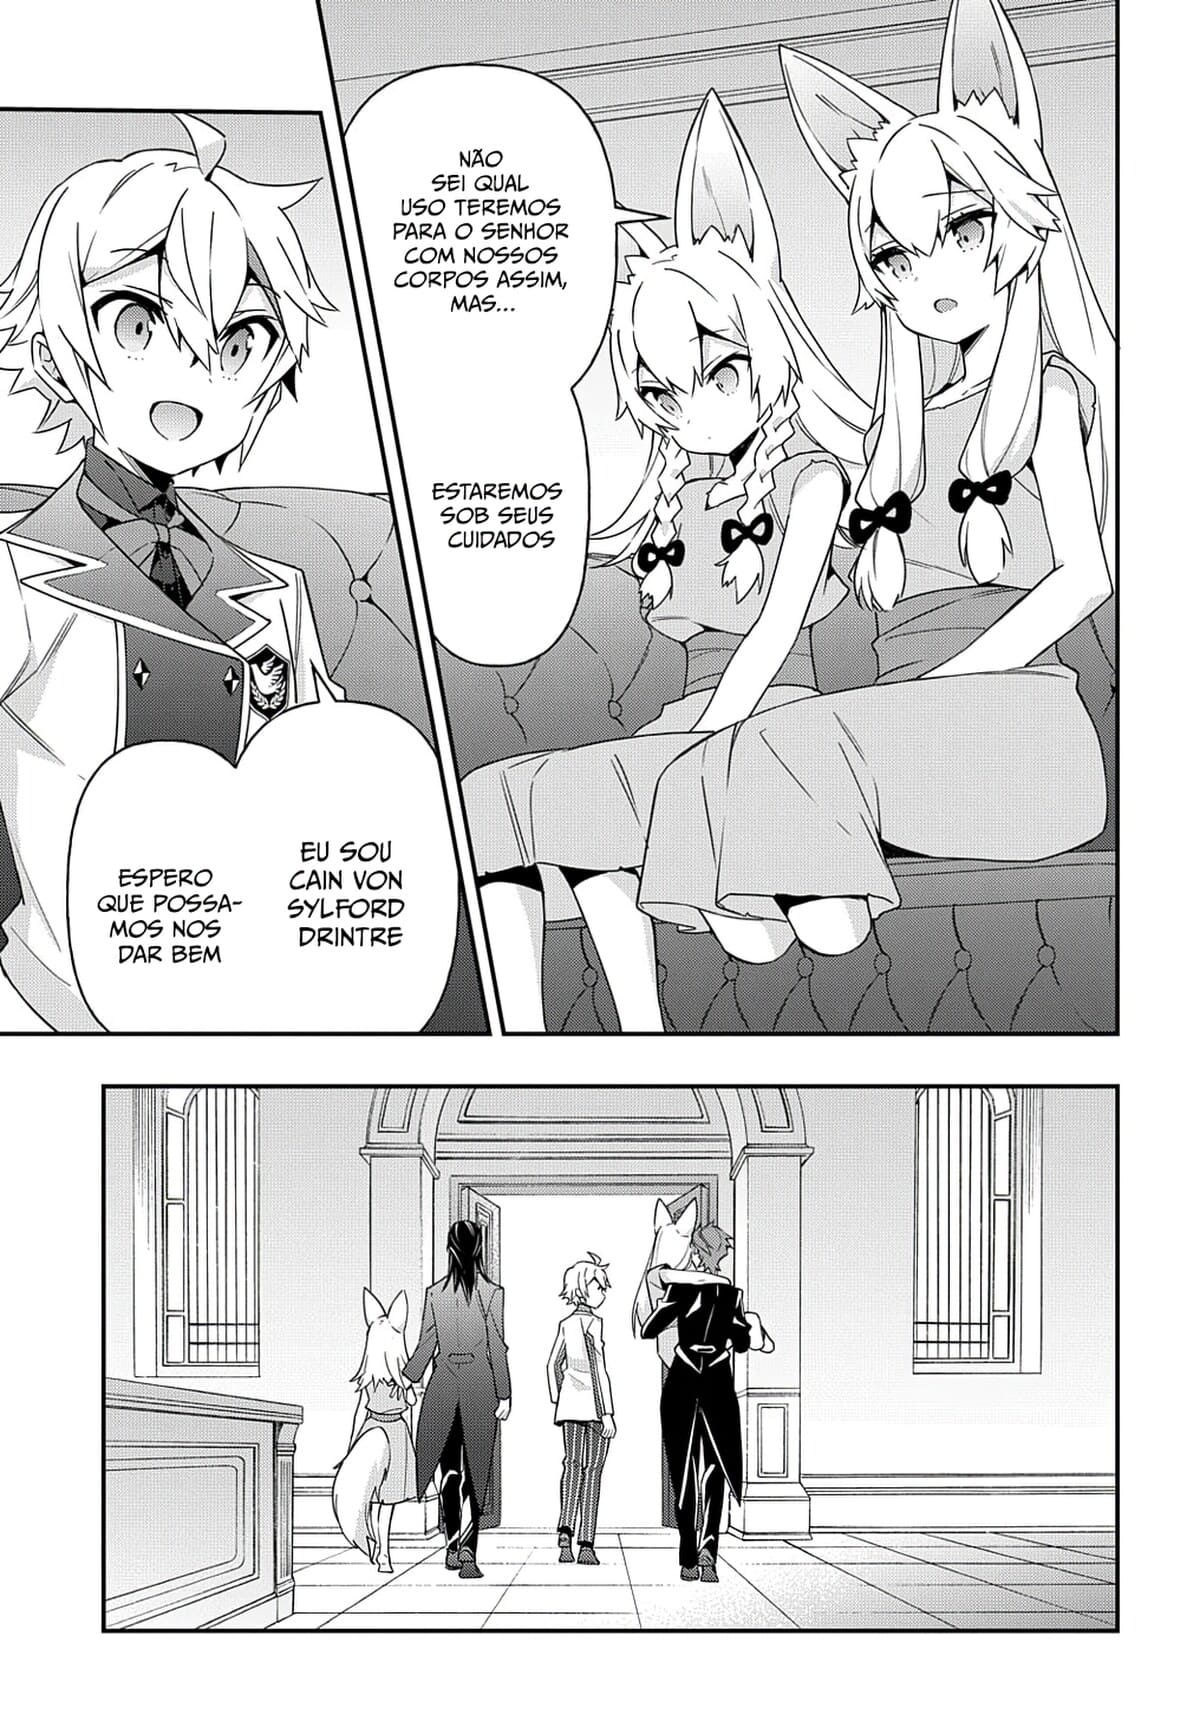 NÃO
SEI QUAL
USO TEREMOS
PARA O SENHOR
COM NOSSOS
CORPOS ASSIM,
MAS...
ESTAREMOS
SOB SEUS
CUIDADOS
EU SOU
CAIN VON
SYLFORD
DRINTRE
ESPERO
QUE POSSA-
MOS NOS
DAR BEM